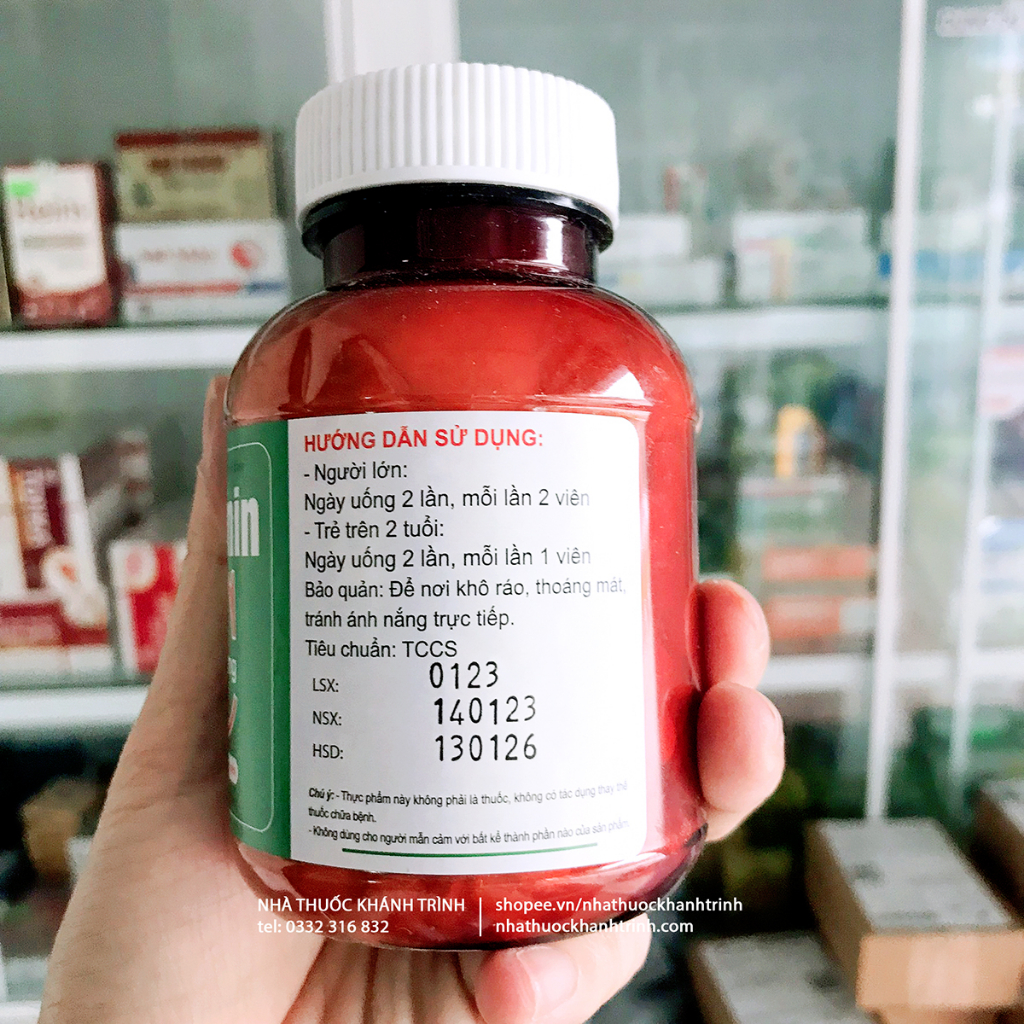 HƯỚNG DẪN SỬ DỤNG:
- Người lớn:
Ngày uống 2 lần, mỗi lần 2 viên
- Trẻ trên 2 tuổi:
Ngày uống 2 lần, mỗi lần 1 viên
Bảo quản: Để nơi khô ráo, thoáng mát,
tránh ánh nắng trực tiếp.
Tiêu chuẩn: TCCS
LSX: 0123
NSX: 140123
HSD: 130126
Chú ý: - Thực phẩm này không phải là thuốc, không có tác dụng thay thế
thuốc chữa bệnh.
- Không dùng cho người mẫn cảm với bất kể thành phần nào của sản phẩm
NHÀ THUỐC KHÁNH TRÌNH
tel: 0332 316 832
shopee.vn/nhathuockhanhtrinh
nhathuockhanhtrinh.com